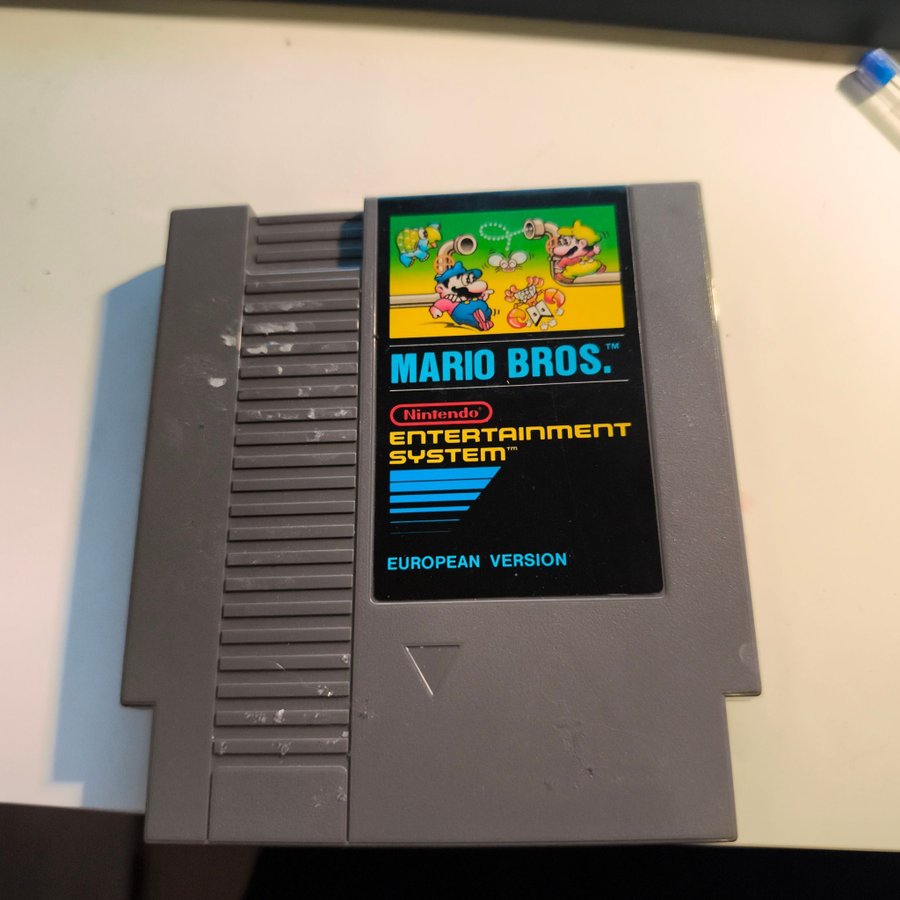 MARIO BROS.™
Nintendo®
ENTERTAINMENT
SYSTEM™
EUROPEAN VERSION